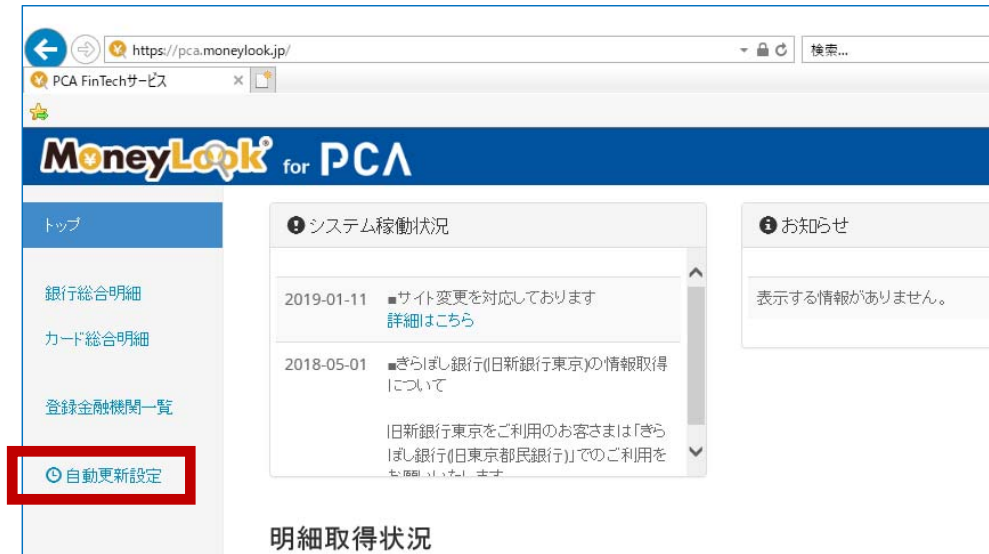 https://pca.moneylook.jp/
検索...
PCA FinTechサービス
MoneyLook for PCA
トップ
銀行総合明細
カード総合明細
登録金融機関一覧
自動更新設定
システム稼働状況
2019-01-11 ■サイト変更を対応しております
詳細はこちら
2018-05-01 ■きらぼし銀行(旧新銀行東京)の情報取得
について
旧新銀行東京をご利用のお客さまは「きら
ぼし銀行(旧東京都民銀行)」でのご利用を
お願いいたします
お知らせ
表示する情報がありません。
明細取得状況